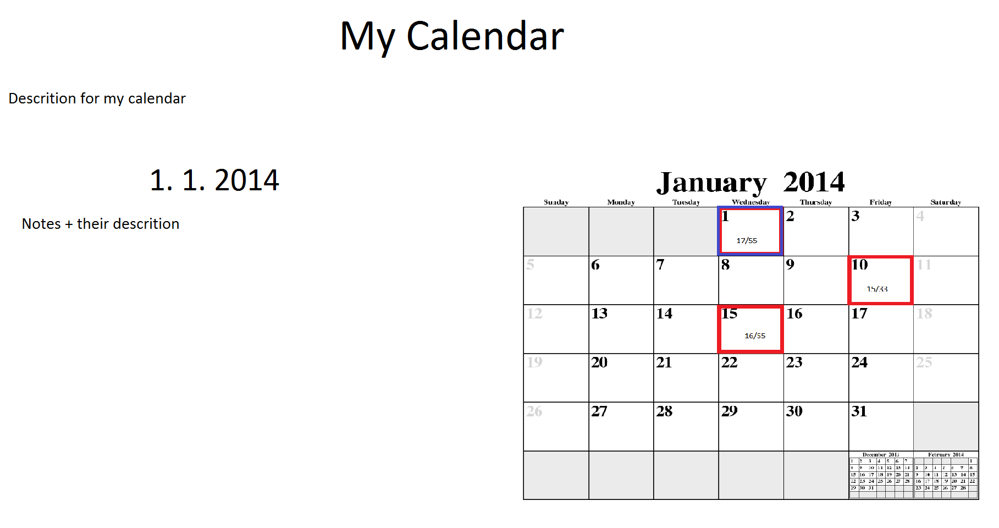 My Calendar
Descrition for my calendar
1. 1. 2014
Notes + their descrition
January 2014
Sunday Monday Tuesday Wednesday Thursday Friday Saturday
1 2 3 4
17/55
5 6 7 8 9 10 11
15/33
12 13 14 15 16 17 18
16/55
19 20 21 22 23 24 25
26 27 28 29 30 31
December 2013
1 2 3 4 5 6 7
8 9 10 11 12 13 14
15 16 17 18 19 20 21
22 23 24 25 26 27 28
29 30 31
February 2014
1
2 3 4 5 6 7 8
9 10 11 12 13 14 15
16 17 18 19 20 21 22
23 24 25 26 27 28